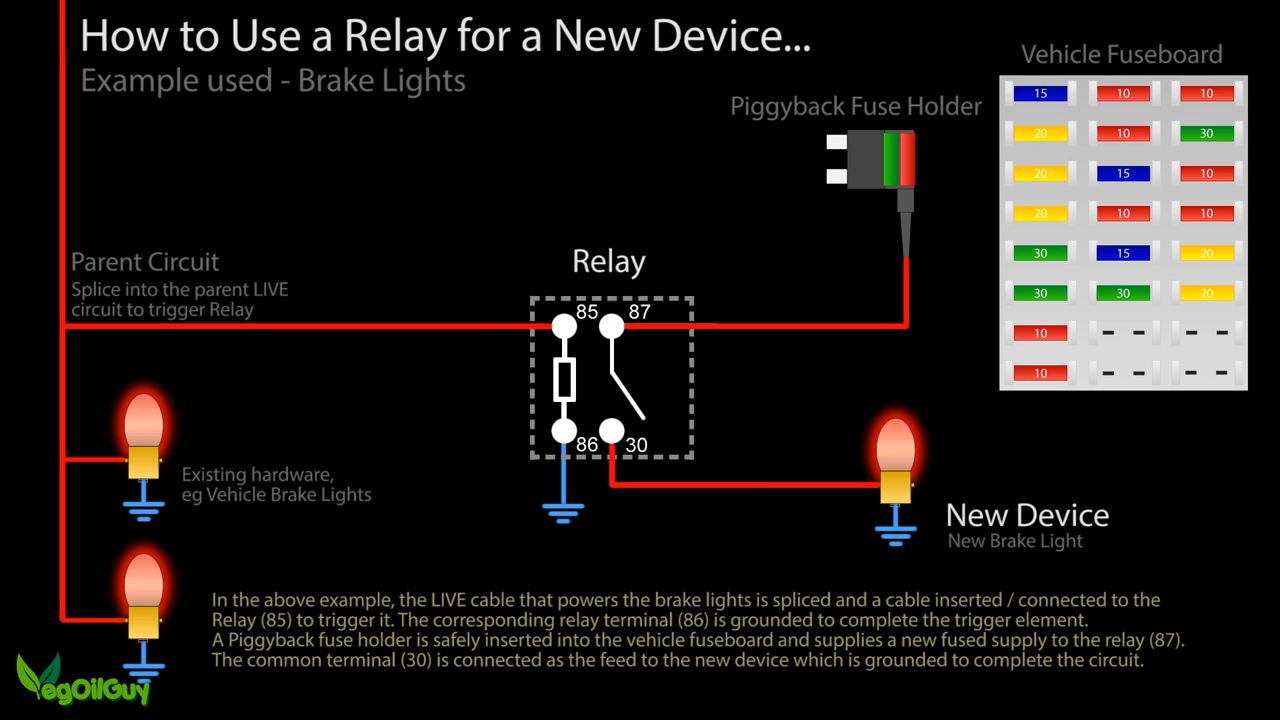 How to Use a Relay for a New Device...
Example used - Brake Lights
Vehicle Fuseboard
Piggyback Fuse Holder
15 10 10
20 10 30
20 15 10
20 10 10
30 15 20
30 30 20
10
10
Parent Circuit
Splice into the parent LIVE
circuit to trigger Relay
Relay
85 87
86 30
Existing hardware,
eg Vehicle Brake Lights
New Device
New Brake Light
In the above example, the LIVE cable that powers the brake lights is spliced and a cable inserted / connected to the
Relay (85) to trigger it. The corresponding relay terminal (86) is grounded to complete the trigger element.
A Piggyback fuse holder is safely inserted into the vehicle fuseboard and supplies a new fused supply to the relay (87).
The common terminal (30) is connected as the feed to the new device which is grounded to complete the circuit.
VegOilGuy